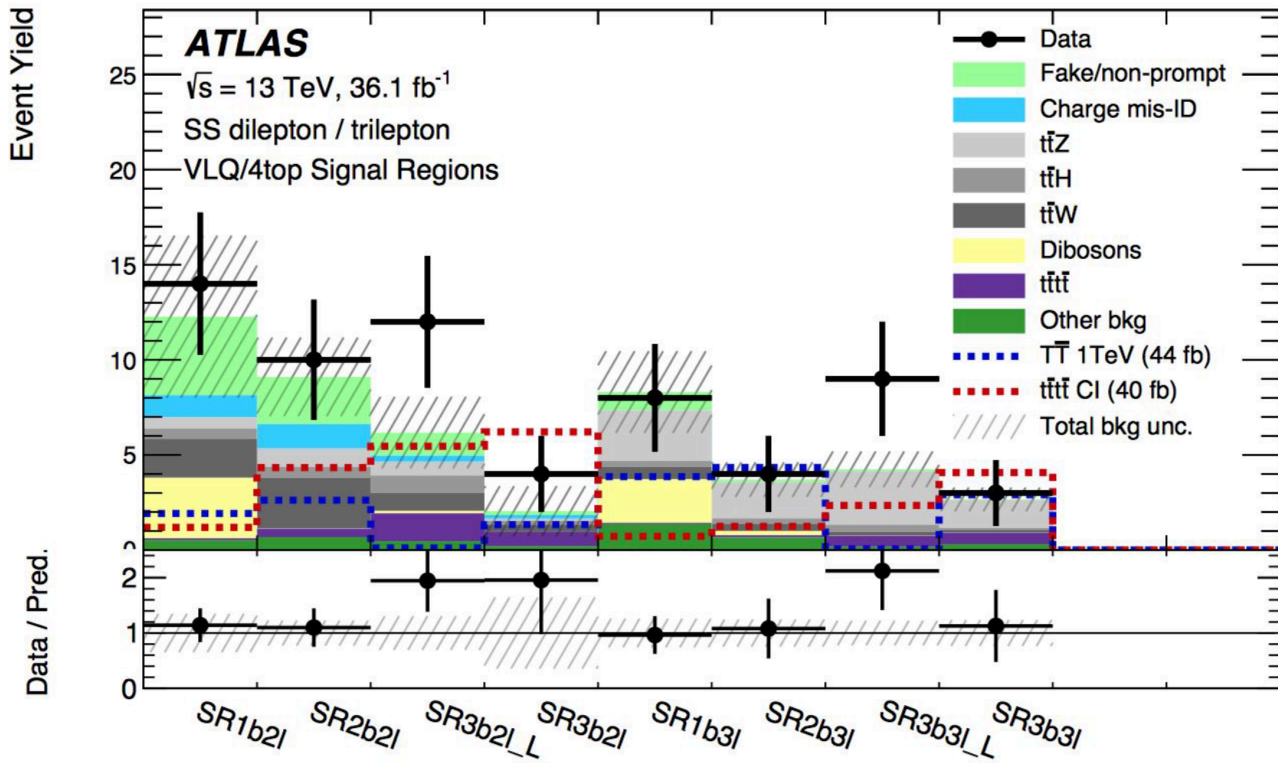 Event Yield
25
20
15
10
5
0
ATLAS
√s = 13 TeV, 36.1 fb⁻¹
SS dilepton / trilepton
VLQ/4top Signal Regions
Data
Fake/non-prompt
Charge mis-ID
tt̄Z
tt̄H
tt̄W
Dibosons
tt̄tt̄
Other bkg
TT̄ 1TeV (44 fb)
tt̄tt̄ CI (40 fb)
Total bkg unc.
Data / Pred.
2
1
0
SR1b2l
SR2b2l
SR3b2l_L
SR3b2l
SR1b3l
SR2b3l
SR3b3l_L
SR3b3l